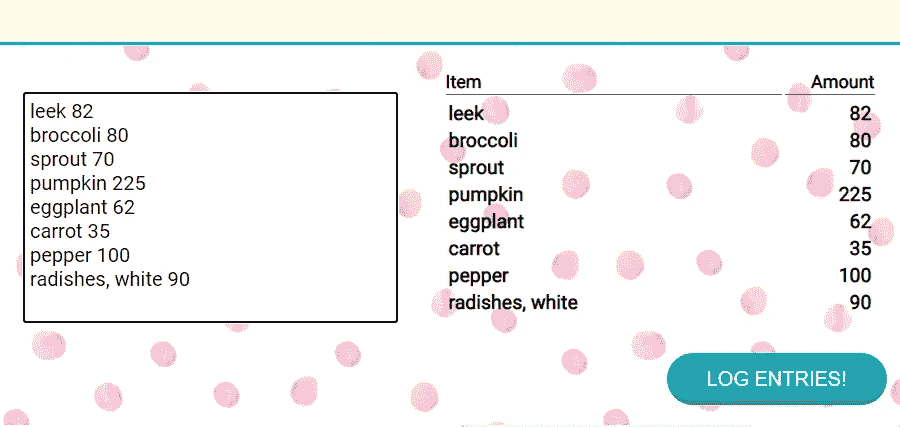 leek 82
broccoli 80
sprout 70
pumpkin 225
eggplant 62
carrot 35
pepper 100
radishes, white 90
Item Amount
leek 82
broccoli 80
sprout 70
pumpkin 225
eggplant 62
carrot 35
pepper 100
radishes, white 90
LOG ENTRIES!